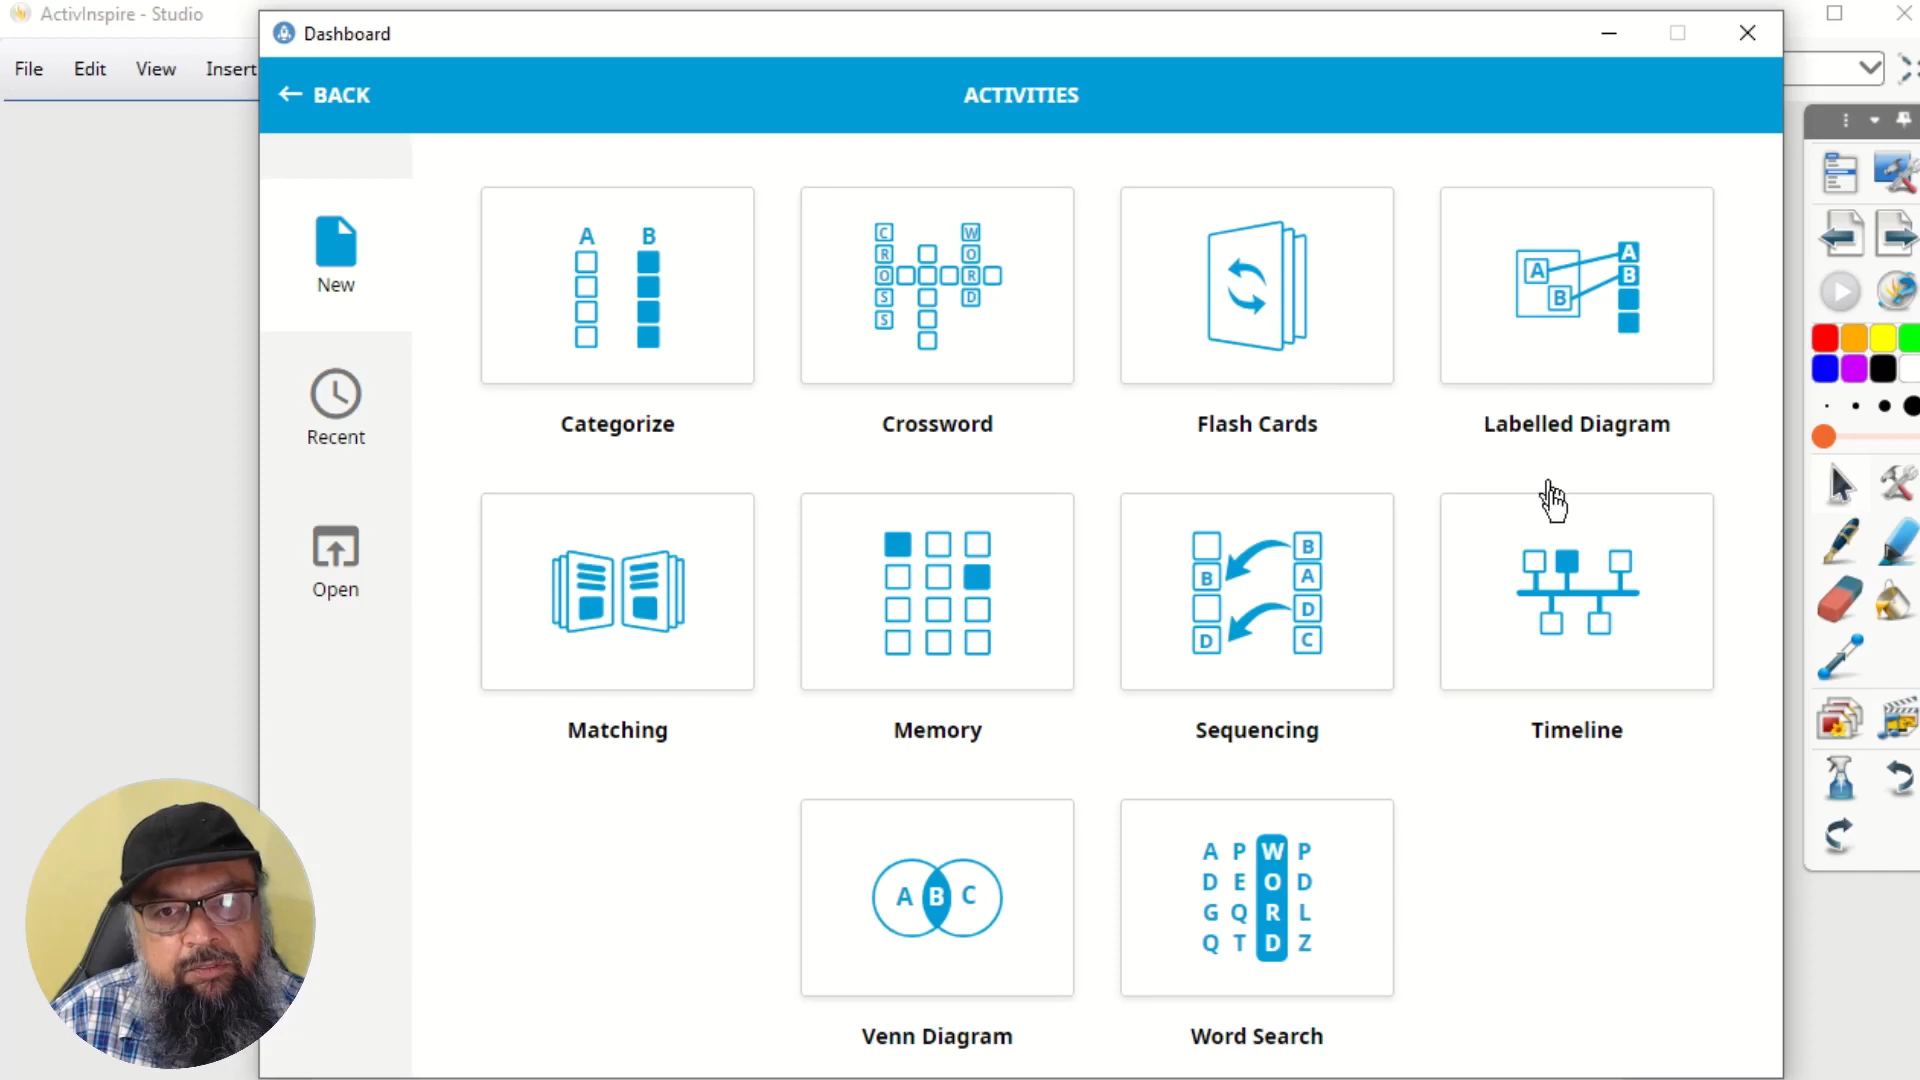 ActivInspire - Studio
Dashboard
File Edit View Insert
BACK
ACTIVITIES
New
Recent
Open
A B
C R O S S W O R D
A B A B
Categorize Crossword Flash Cards Labelled Diagram
B D B A D C
Matching Memory Sequencing Timeline
A B C
A P W P
D E O D
G Q R L
Q T D Z
Venn Diagram Word Search